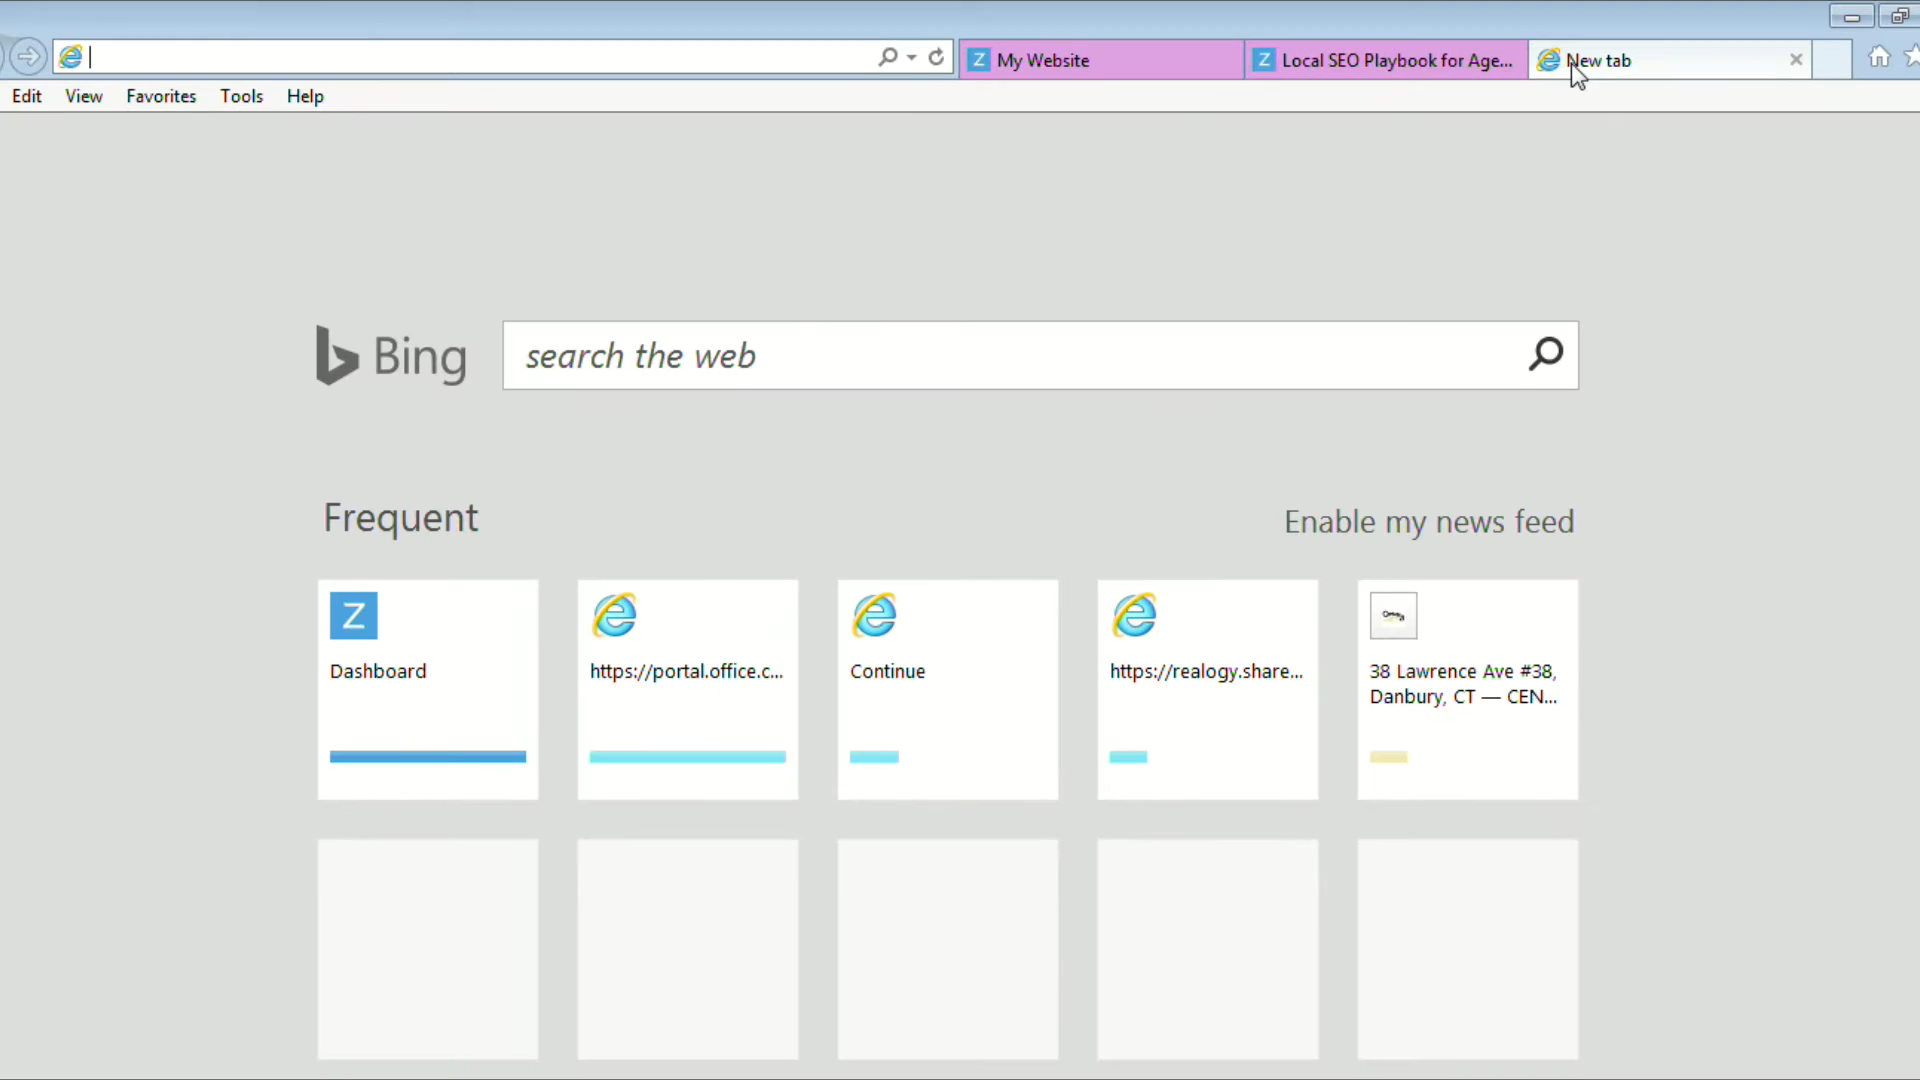 My Website
Local SEO Playbook for Age...
New tab
Edit View Favorites Tools Help
Bing
search the web
Frequent
Enable my news feed
Z
Dashboard
https://portal.office.c...
Continue
https://realogy.share...
38 Lawrence Ave #38,
Danbury, CT — CEN...